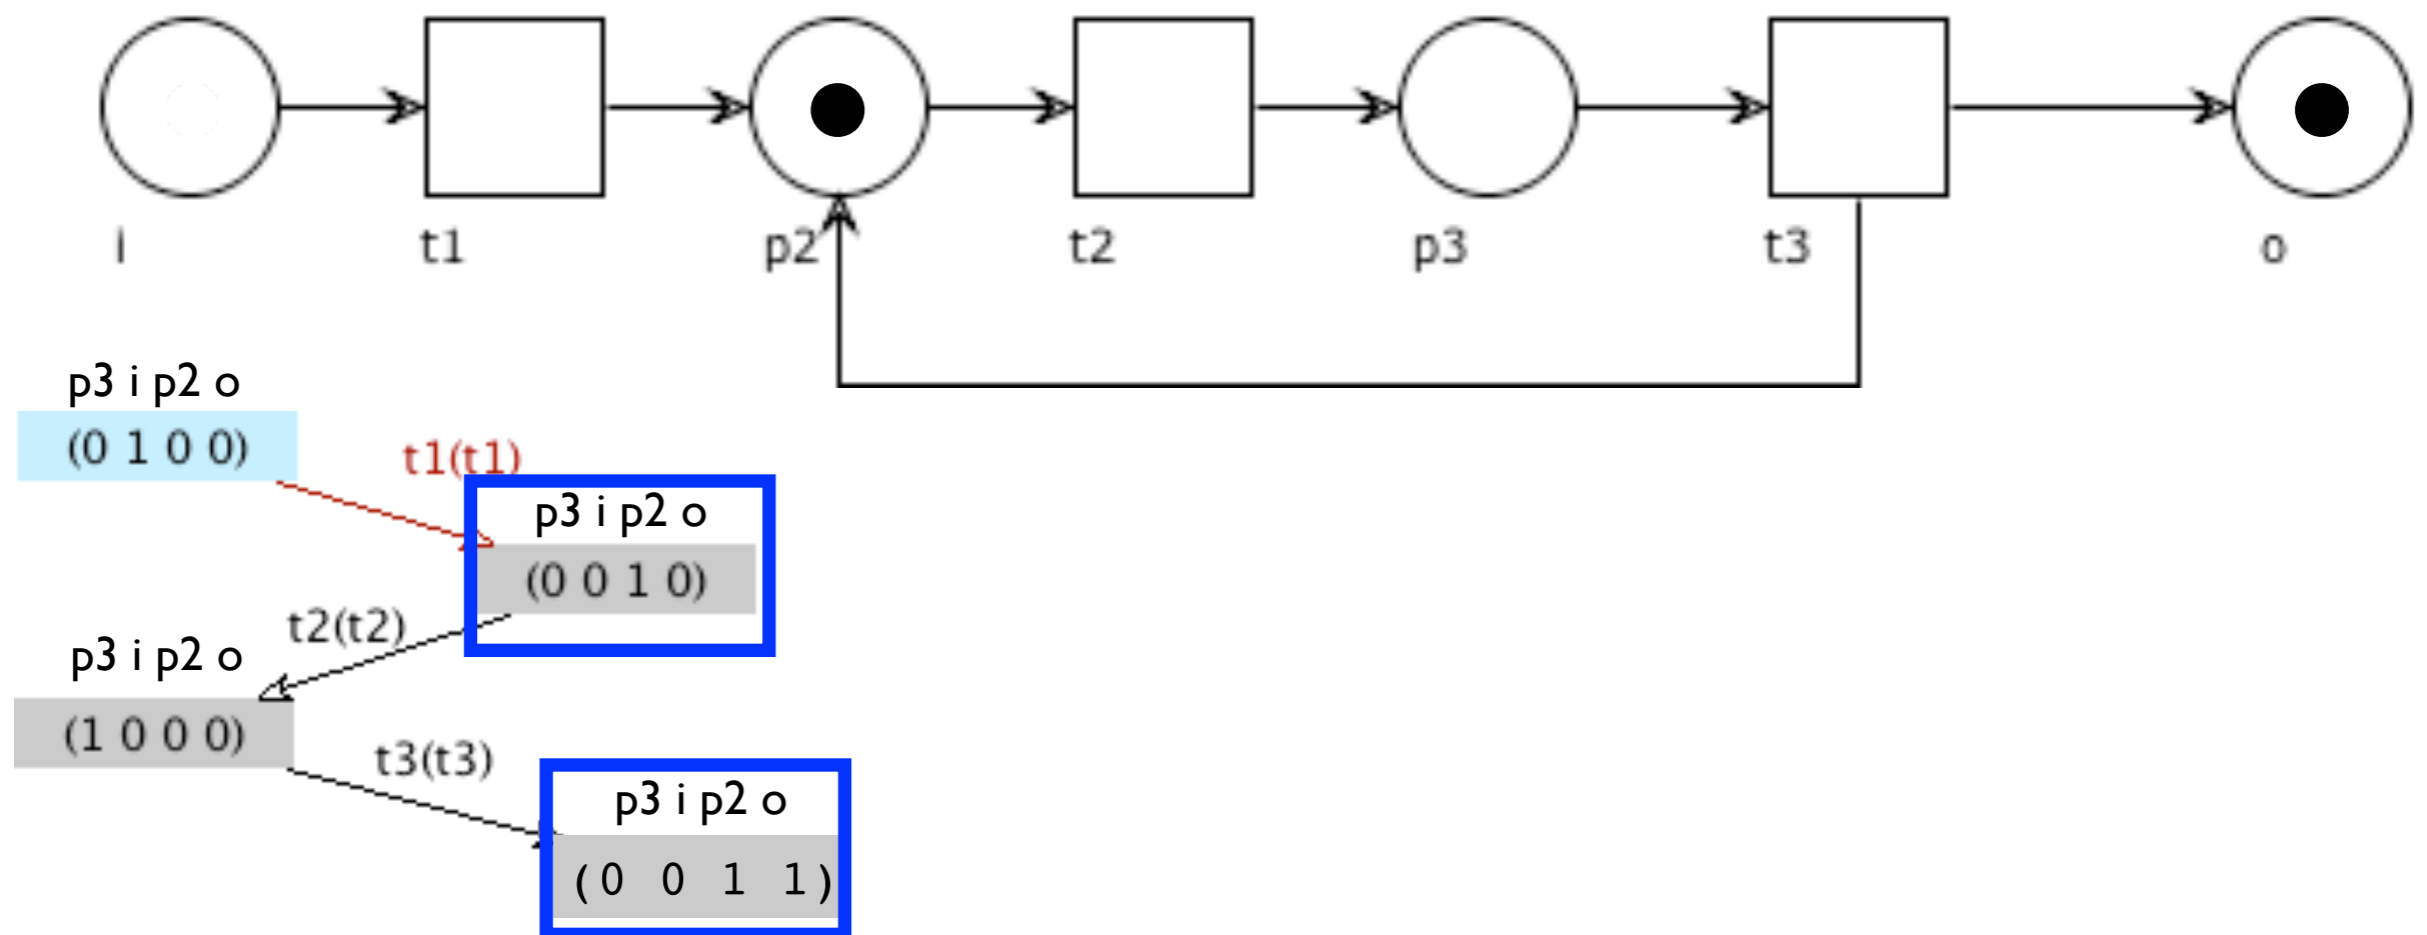 i t1 p2 t2 p3 t3 o
p3 i p2 o
(0 1 0 0)
t1(t1)
p3 i p2 o
(0 0 1 0)
t2(t2)
p3 i p2 o
(1 0 0 0)
t3(t3)
p3 i p2 o
(0 0 1 1)